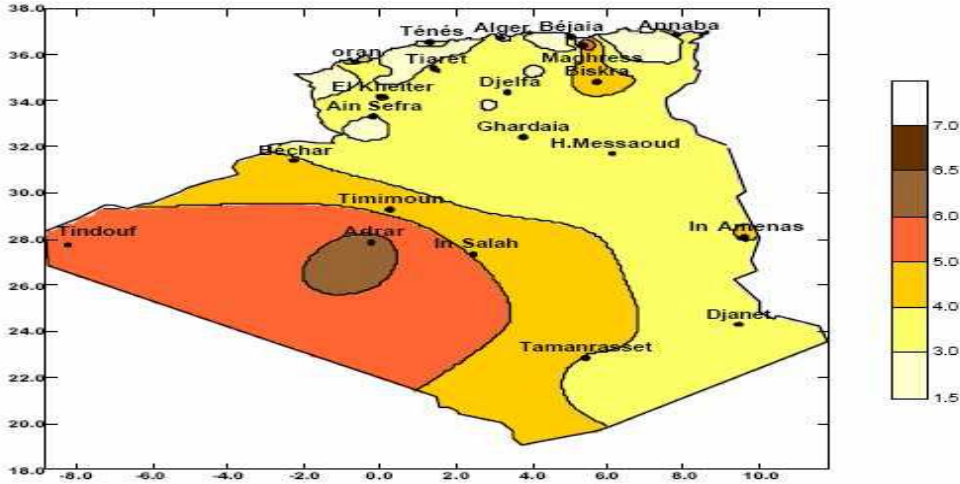 38.0
36.0
34.0
32.0
30.0
28.0
26.0
24.0
22.0
20.0
18.0
Ténés Alger Béjaia Annaba
oran Tiaret Maghress
El Kheiter Djelfa Biskra
Ain Sefra
Ghardaia
H.Messaoud
Béchar
Timimoun
Tindouf Adrar In Salah In Amenas
Djanet
Tamanrasset
-8.0 -6.0 -4.0 -2.0 0.0 2.0 4.0 6.0 8.0 10.0
7.0
6.5
6.0
5.0
4.0
3.0
1.5